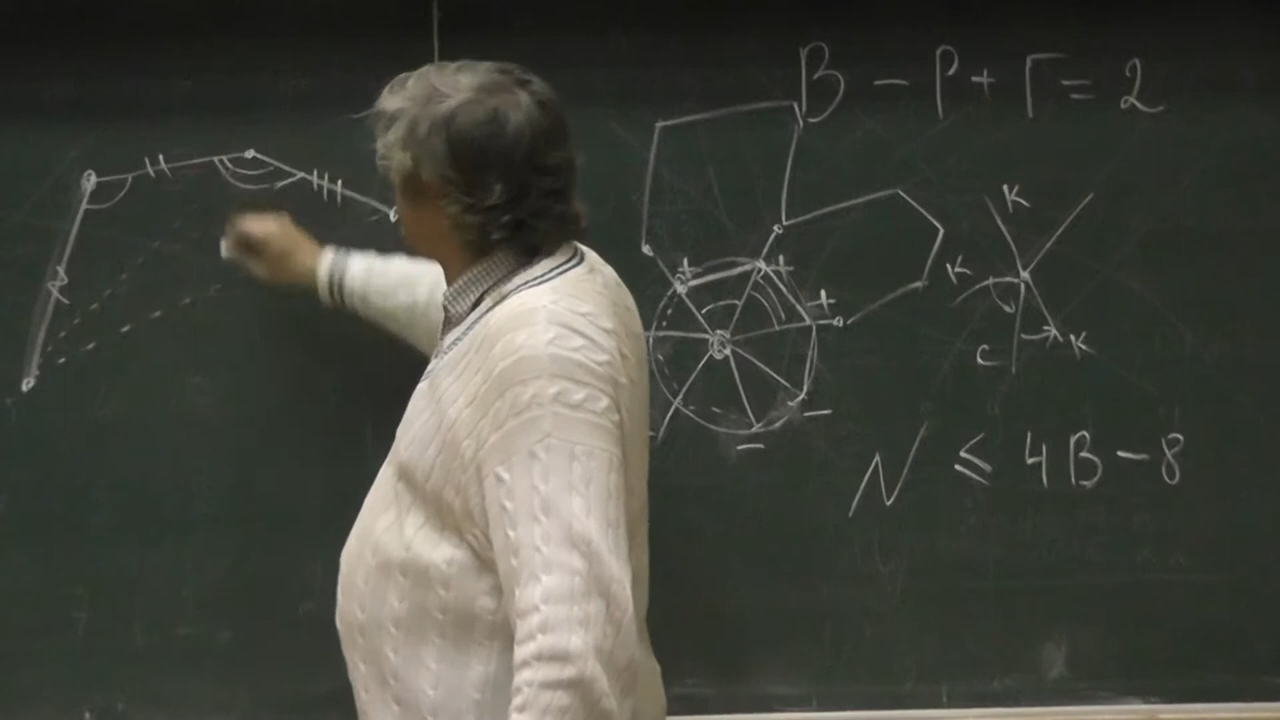 В - Р + Г = 2
К
К
С К
+ + +
- - -
N ≤ 4В - 8